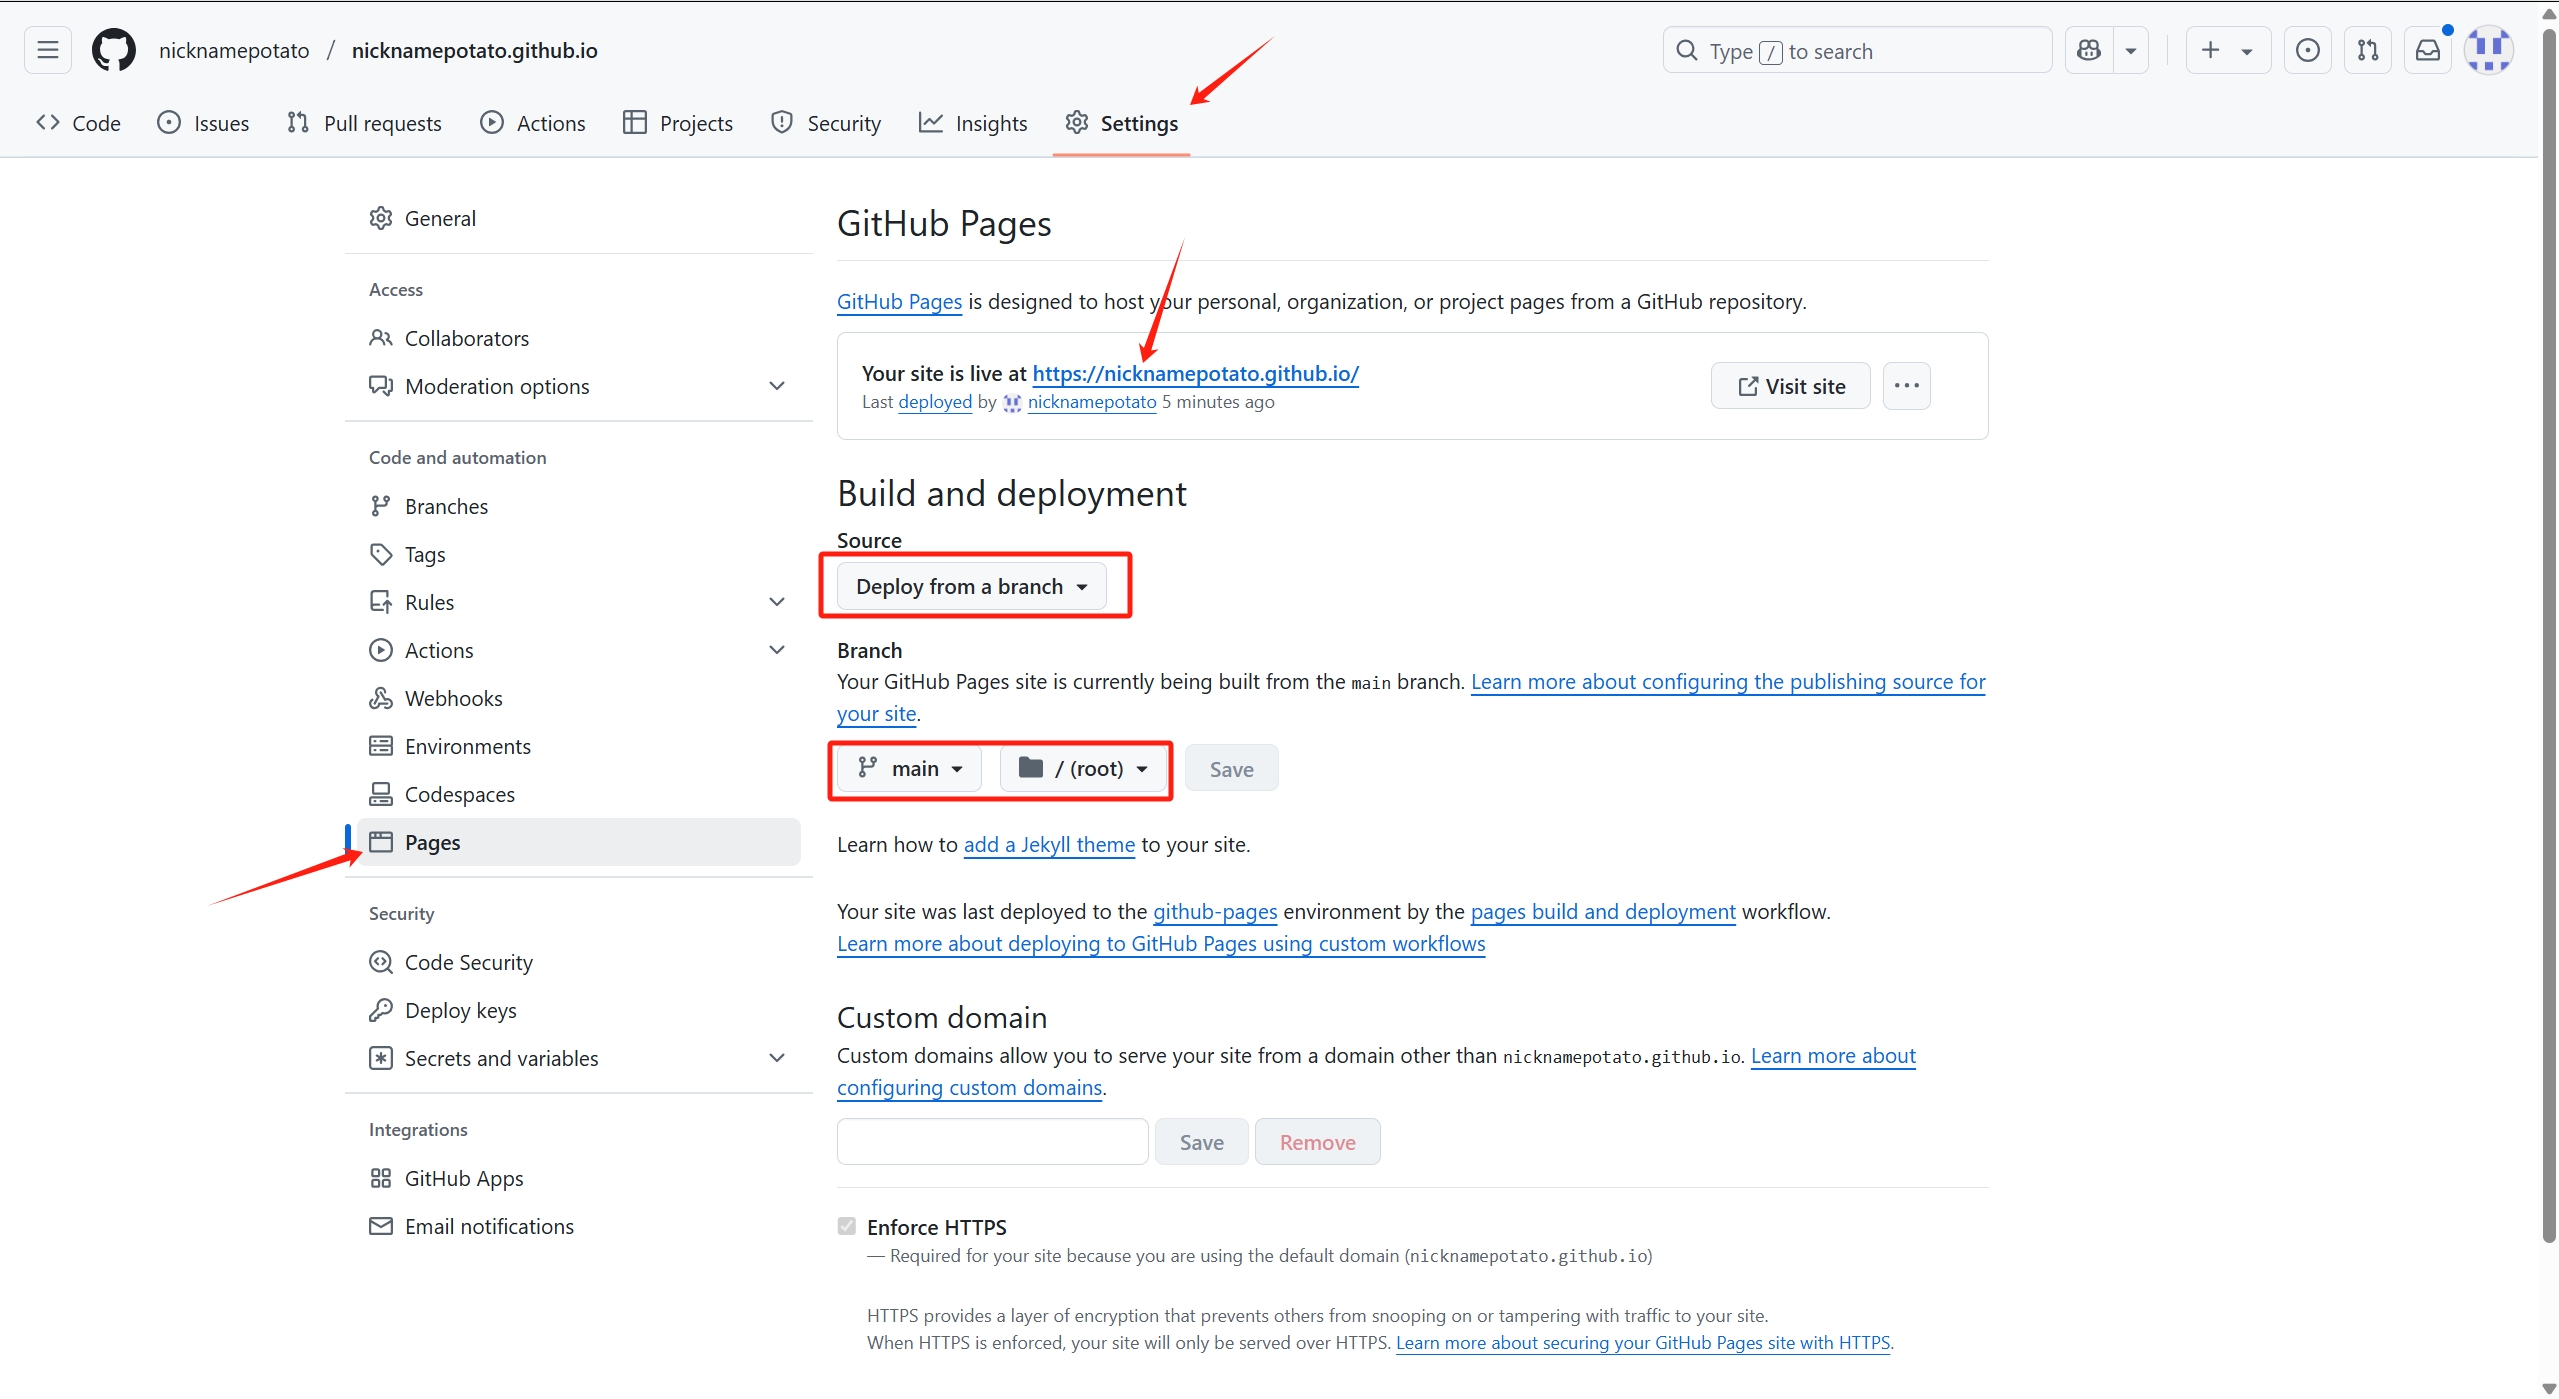 nicknamepotato / nicknamepotato.github.io
Type / to search
Code
Issues
Pull requests
Actions
Projects
Security
Insights
Settings
General
Access
Collaborators
Moderation options
Code and automation
Branches
Tags
Rules
Actions
Webhooks
Environments
Codespaces
Pages
Security
Code Security
Deploy keys
Secrets and variables
Integrations
GitHub Apps
Email notifications
GitHub Pages
GitHub Pages is designed to host your personal, organization, or project pages from a GitHub repository.
Your site is live at https://nicknamepotato.github.io/
Last deployed by nicknamepotato 5 minutes ago
Visit site
Build and deployment
Source
Deploy from a branch
Branch
Your GitHub Pages site is currently being built from the main branch. Learn more about configuring the publishing source for
your site.
main
/ (root)
Save
Learn how to add a Jekyll theme to your site.
Your site was last deployed to the github-pages environment by the pages build and deployment workflow.
Learn more about deploying to GitHub Pages using custom workflows
Custom domain
Custom domains allow you to serve your site from a domain other than nicknamepotato.github.io. Learn more about
configuring custom domains.
Save
Remove
Enforce HTTPS
— Required for your site because you are using the default domain (nicknamepotato.github.io)
HTTPS provides a layer of encryption that prevents others from snooping on or tampering with traffic to your site.
When HTTPS is enforced, your site will only be served over HTTPS. Learn more about securing your GitHub Pages site with HTTPS.